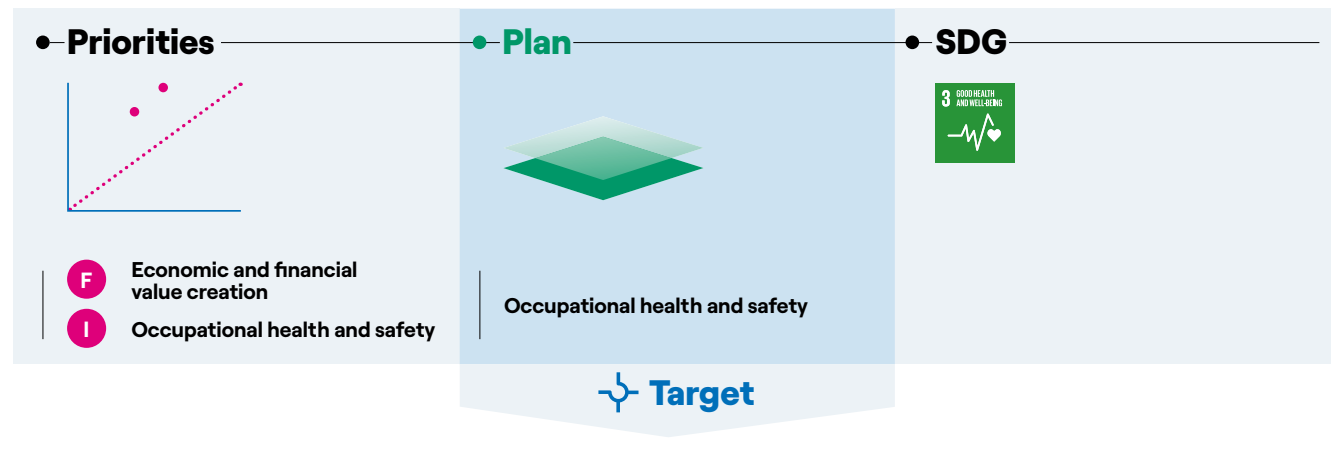 Priorities
Plan
SDG
3 GOOD HEALTH
AND WELL-BEING
F Economic and financial
value creation
I Occupational health and safety
Occupational health and safety
Target